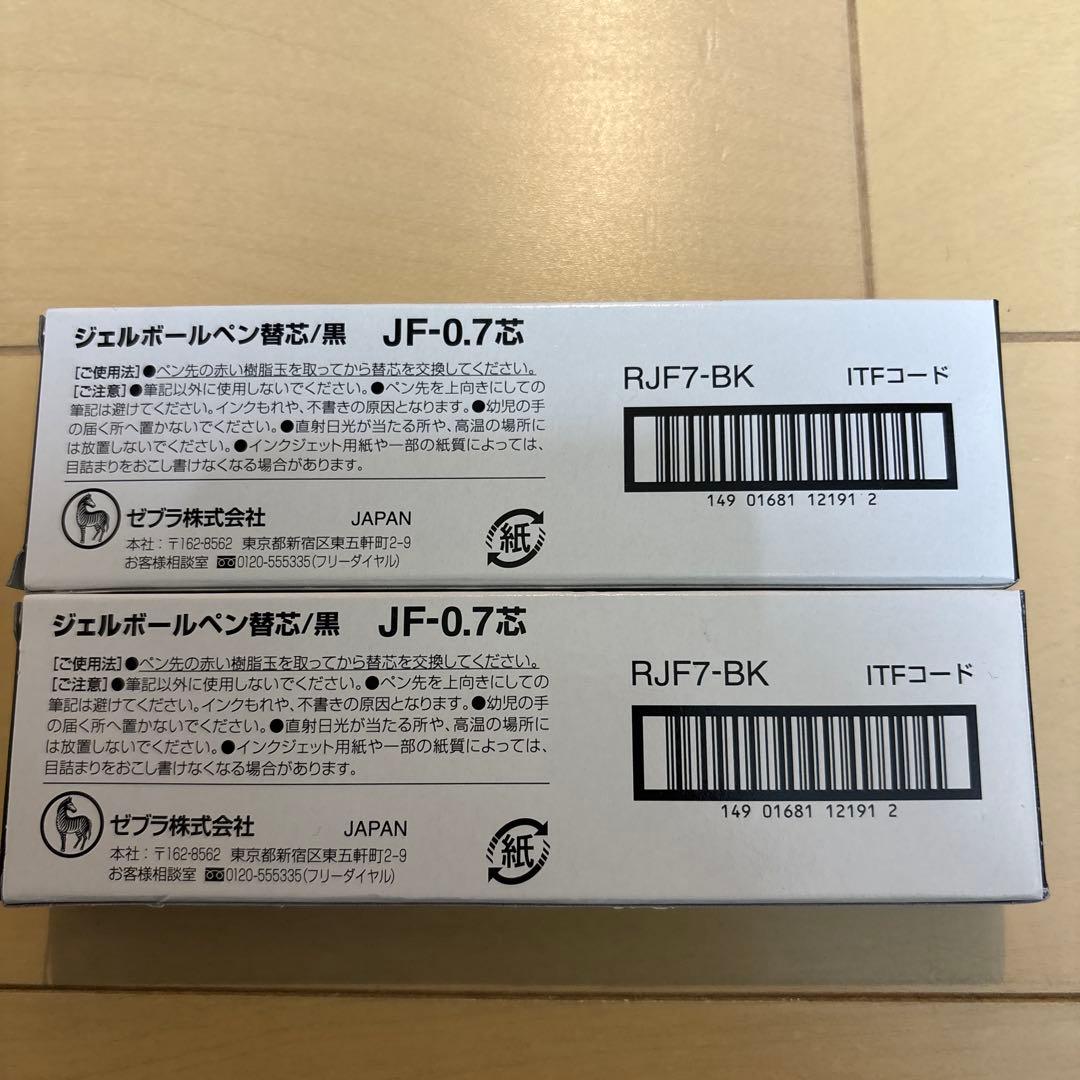 ジェルボールペン替芯/黒 JF-0.7芯
[ご使用法]●ペン先の赤い樹脂玉を取ってから替芯を交換してください。
[ご注意]●筆記以外に使用しないでください。●ペン先を上向きにしての
筆記は避けてください。インクもれや、不書きの原因となります。●幼児の手
の届く所へ置かないでください。●直射日光が当たる所や、高温の場所に
は放置しないでください。●インクジェット用紙や一部の紙質によっては、
目詰まりをおこし書けなくなる場合があります。
ゼブラ株式会社 JAPAN
本社:〒162-8562 東京都新宿区東五軒町2-9
お客様相談室 0120-555335(フリーダイヤル)
紙
RJF7-BK ITFコード
149 01681 12191 2
ジェルボールペン替芯/黒 JF-0.7芯
[ご使用法]●ペン先の赤い樹脂玉を取ってから替芯を交換してください。
[ご注意]●筆記以外に使用しないでください。●ペン先を上向きにしての
筆記は避けてください。インクもれや、不書きの原因となります。●幼児の手
の届く所へ置かないでください。●直射日光が当たる所や、高温の場所に
は放置しないでください。●インクジェット用紙や一部の紙質によっては、
目詰まりをおこし書けなくなる場合があります。
ゼブラ株式会社 JAPAN
本社:〒162-8562 東京都新宿区東五軒町2-9
お客様相談室 0120-555335(フリーダイヤル)
紙
RJF7-BK ITFコード
149 01681 12191 2